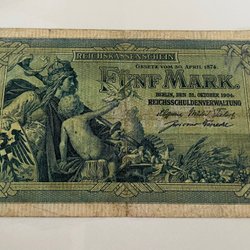 REICHSKASSENSCHEIN
GESETZ VOM 30. APRIL 1874.
FÜNF MARK.
BERLIN, DEN 31. OKTOBER 1904.
REICHSSCHULDENVERWALTUNG